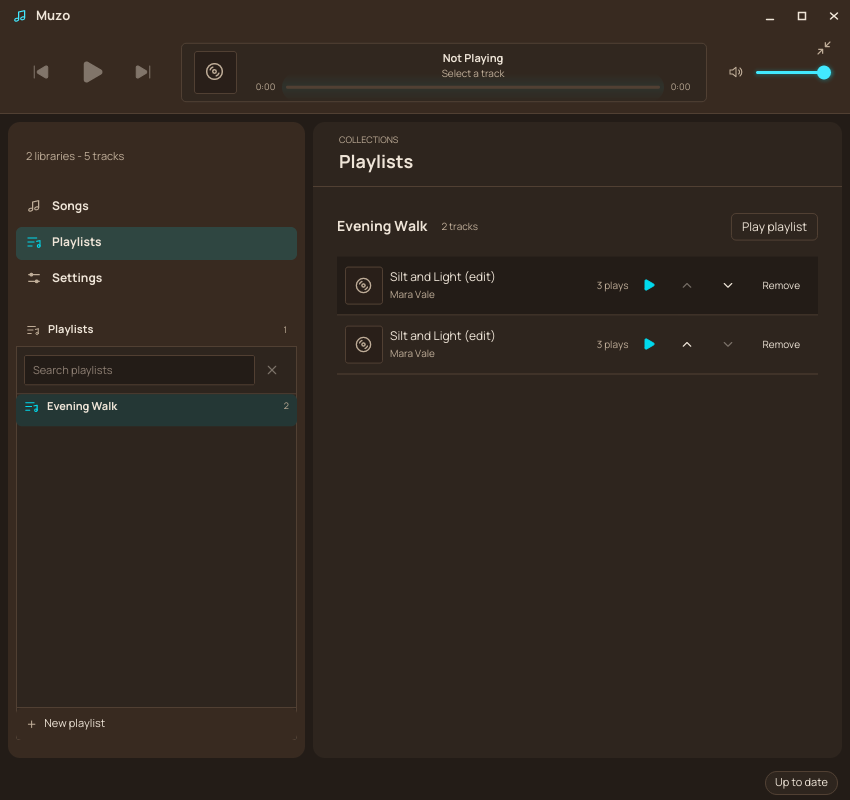 Muzo
Not Playing
Select a track
0:00
0:00
2 libraries - 5 tracks
Songs
Playlists
Settings
Playlists 1
Search playlists
Evening Walk 2
New playlist
COLLECTIONS
Playlists
Evening Walk 2 tracks Play playlist
Silt and Light (edit)
Mara Vale
3 plays Remove
Silt and Light (edit)
Mara Vale
3 plays Remove
Up to date